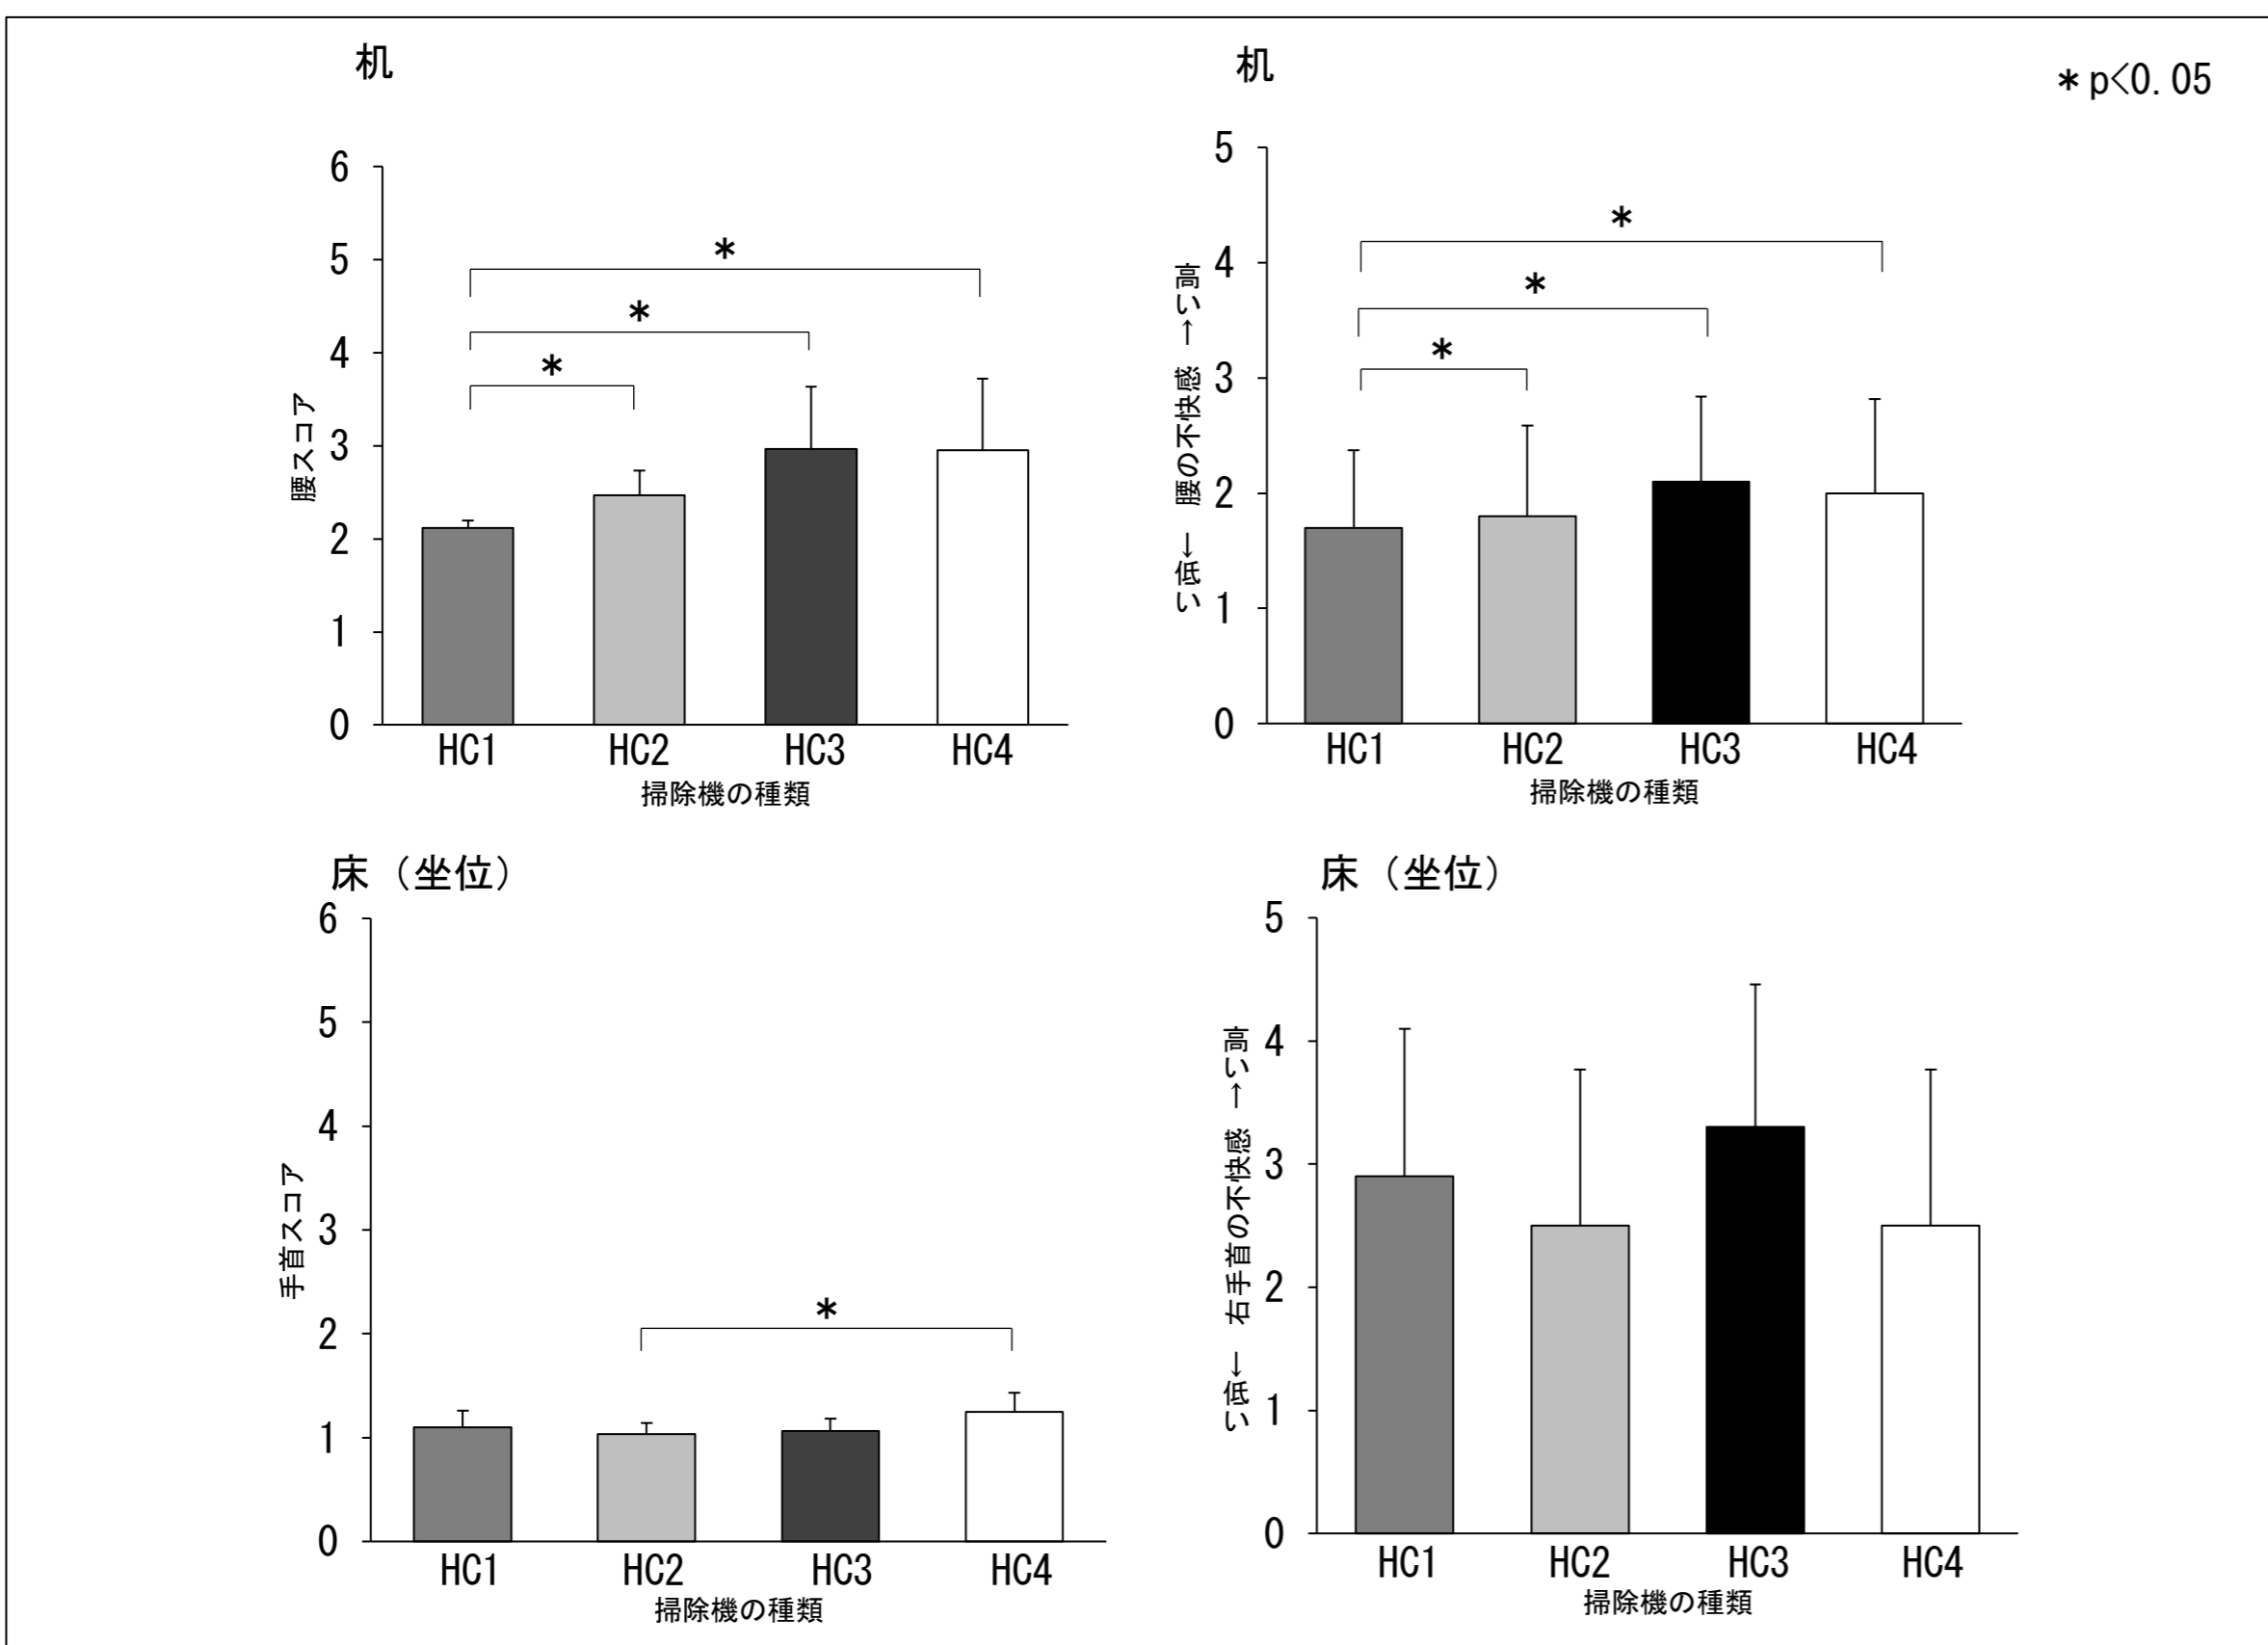 机
机
* p<0.05
6
5
4
3
2
1
0
腰スコア
*
*
*
HC1 HC2 HC3 HC4
掃除機の種類
5
4
3
2
1
0
低い ← 腰の不快感 →高い
*
*
*
HC1 HC2 HC3 HC4
掃除機の種類
床（坐位）
6
5
4
3
2
1
0
手首スコア
*
HC1 HC2 HC3 HC4
掃除機の種類
床（坐位）
5
4
3
2
1
0
低い ← 右手首の不快感 →高い
HC1 HC2 HC3 HC4
掃除機の種類